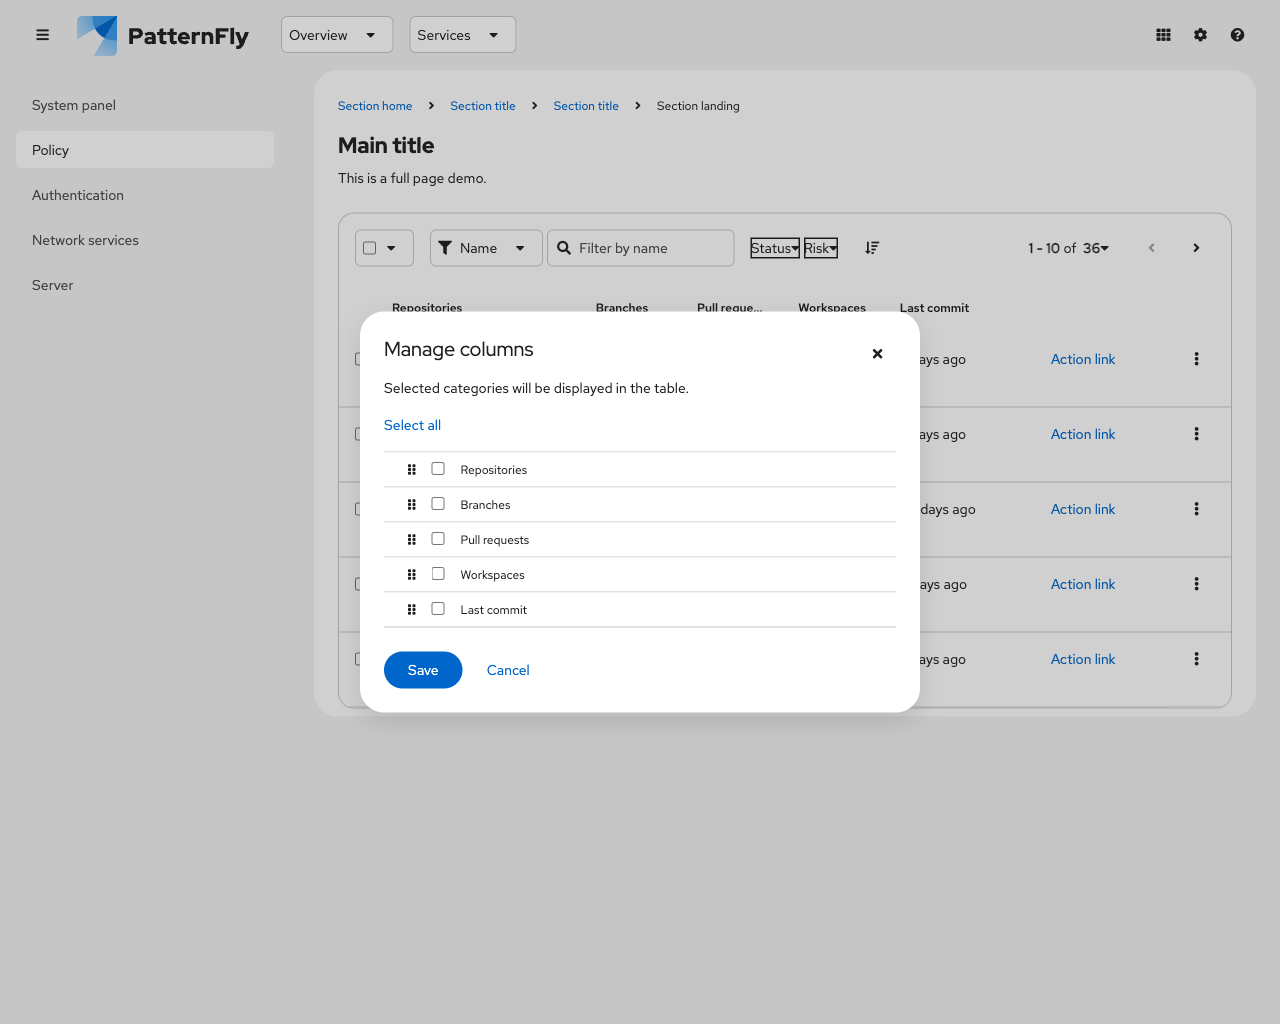 PatternFly
Overview
Services
System panel
Policy
Authentication
Network services
Server
Section home
Section title
Section title
Section landing
Main title
This is a full page demo.
Name
Filter by name
Status
Risk
1 - 10 of 36
Repositories
Branches
Pull reque...
Workspaces
Last commit
ays ago
Action link
ays ago
Action link
days ago
Action link
ays ago
Action link
ays ago
Action link
Manage columns
Selected categories will be displayed in the table.
Select all
Repositories
Branches
Pull requests
Workspaces
Last commit
Save
Cancel